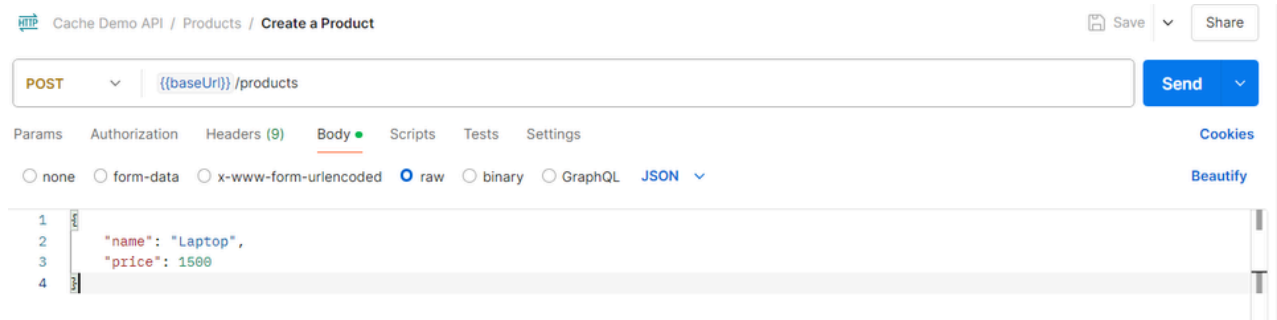 HTTP Cache Demo API / Products / Create a Product Save Share
POST {{baseUrl}} /products Send
Params Authorization Headers (9) Body Scripts Tests Settings Cookies
none form-data x-www-form-urlencoded raw binary GraphQL JSON Beautify
1 {
2 "name": "Laptop",
3 "price": 1500
4 }